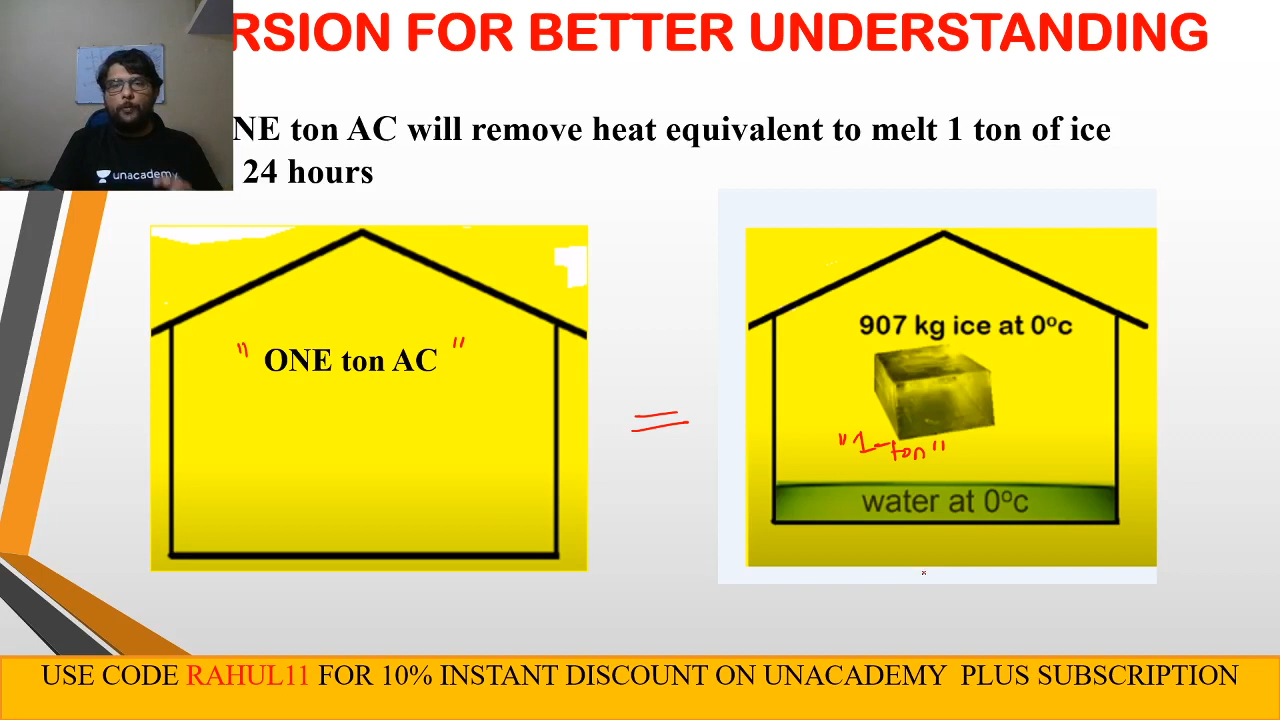 RSION FOR BETTER UNDERSTANDING
NE ton AC will remove heat equivalent to melt 1 ton of ice
24 hours
unacademy
" ONE ton AC "
=
907 kg ice at 0°c
"1-ton"
water at 0°c
USE CODE RAHUL11 FOR 10% INSTANT DISCOUNT ON UNACADEMY PLUS SUBSCRIPTION